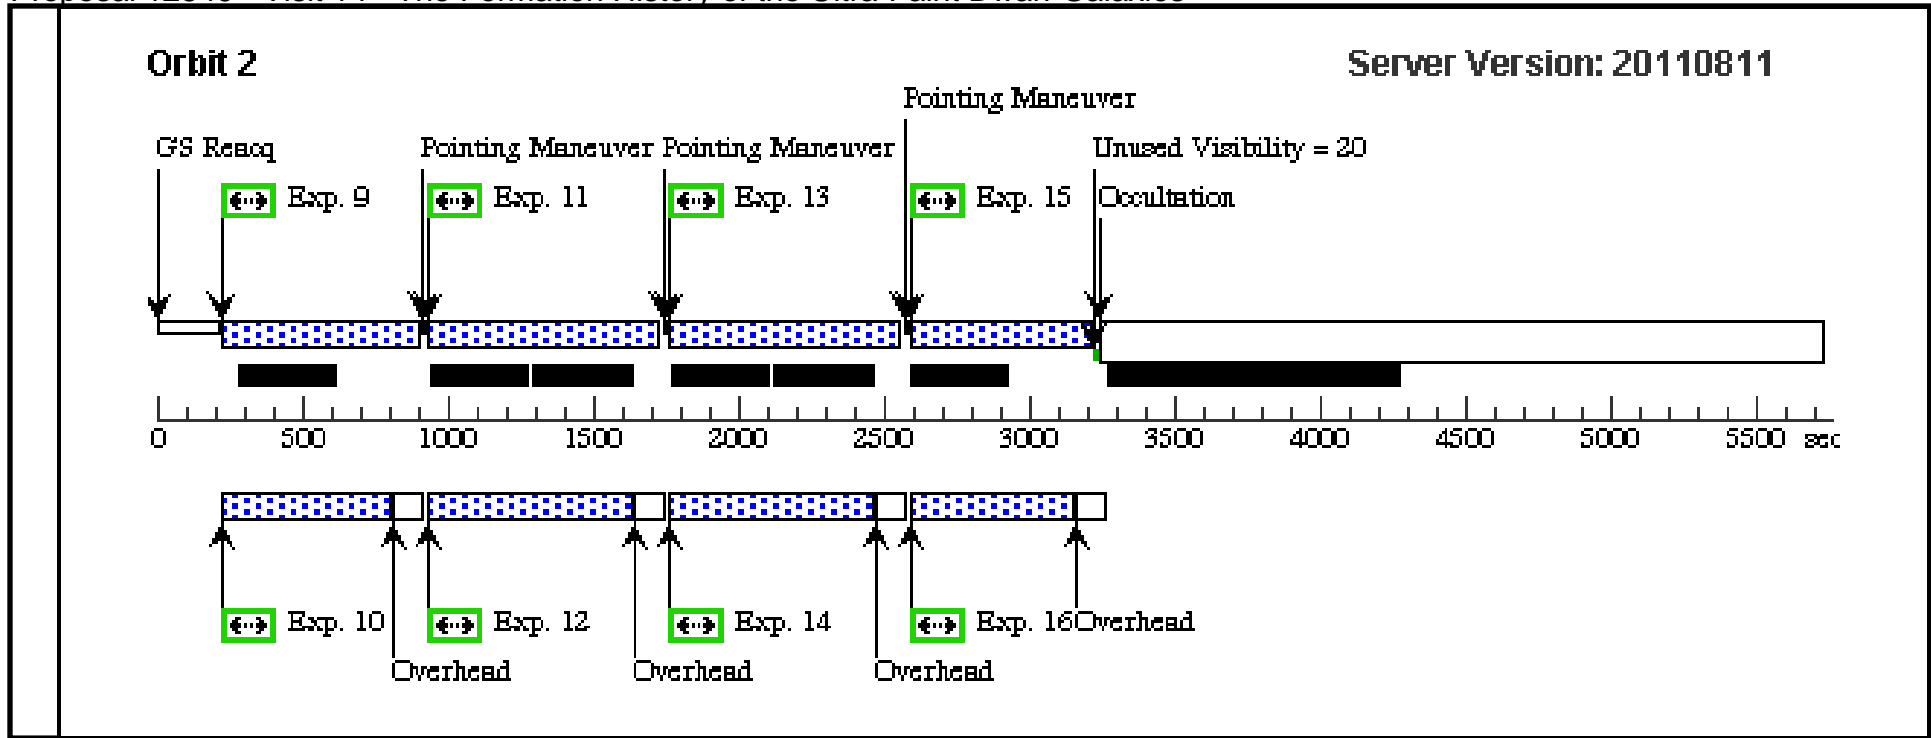 Orbit 2 Server Version: 20110811
Pointing Maneuver
GS Reacq Pointing Maneuver Pointing Maneuver Unused Visibility = 20
Exp. 9 Exp. 11 Exp. 13 Exp. 15 Occultation
0 500 1000 1500 2000 2500 3000 3500 4000 4500 5000 5500 sec
Exp. 10 Exp. 12 Exp. 14 Exp. 16 Overhead
Overhead Overhead Overhead